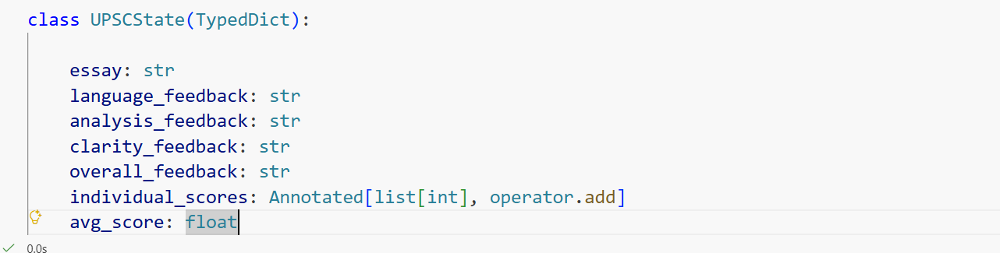 class UPSCState(TypedDict):
essay: str
language_feedback: str
analysis_feedback: str
clarity_feedback: str
overall_feedback: str
individual_scores: Annotated[list[int], operator.add]
avg_score: float
0.0s